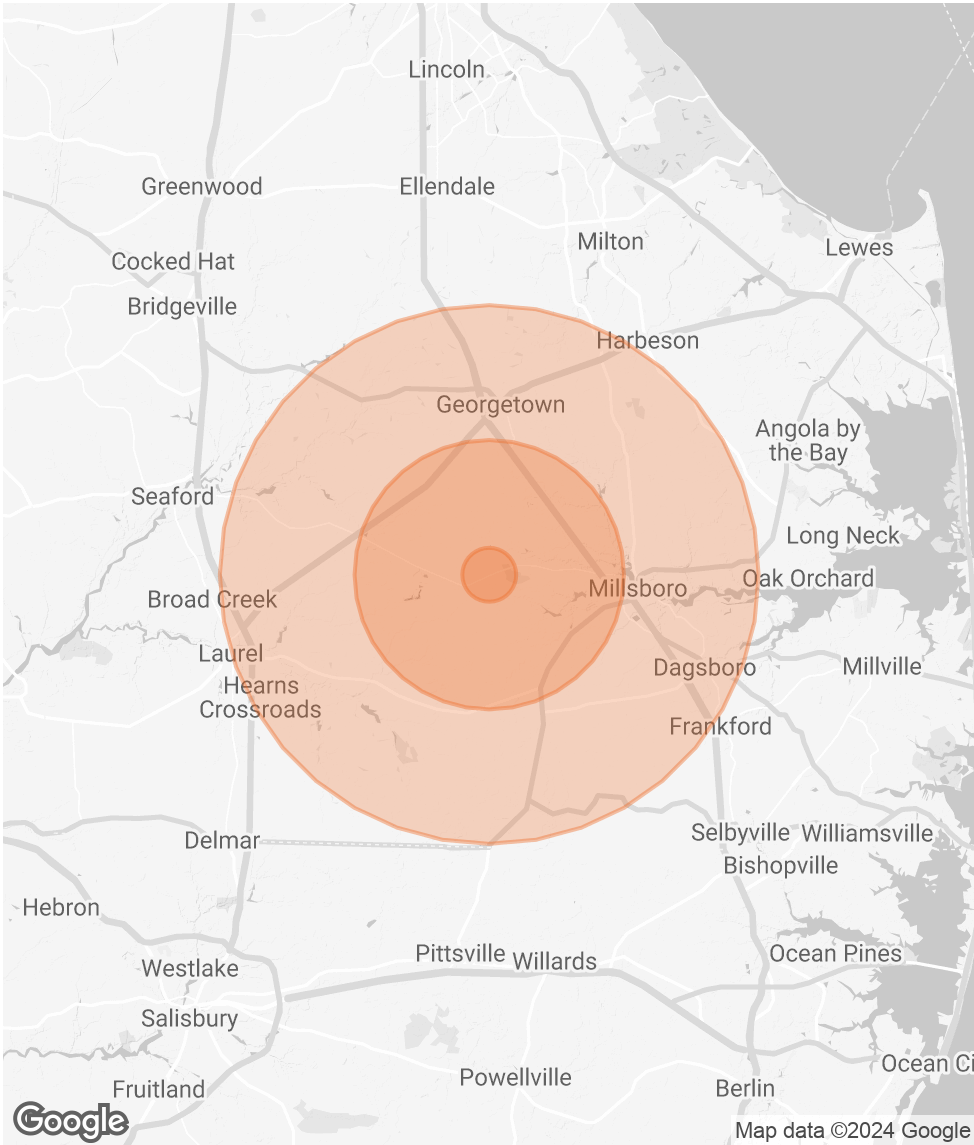 Lincoln
Greenwood
Ellendale
Milton
Lewes
Cocked Hat
Bridgeville
Harbeson
Georgetown
Angola by
the Bay
Seaford
Long Neck
Oak Orchard
Millsboro
Broad Creek
Laurel
Dagsboro
Millville
Hearns
Crossroads
Frankford
Delmar
Selbyville
Williamsville
Bishopville
Hebron
Pittsville
Willards
Ocean Pines
Westlake
Salisbury
Ocean Ci
Powellville
Fruitland
Berlin
Google
Map data ©2024 Google